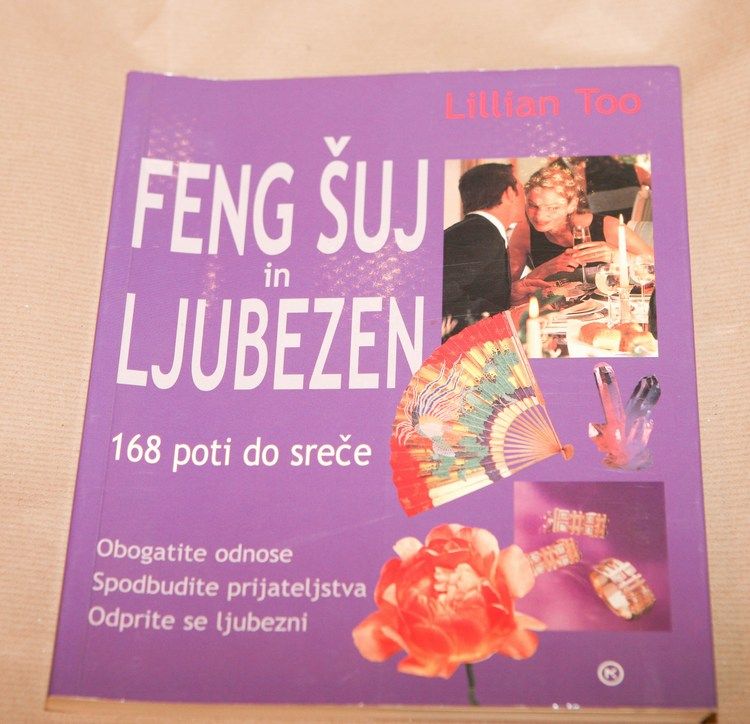 Lillian Too
FENG ŠUJ
in
LJUBEZEN
168 poti do sreče
Obogatite odnose
Spodbudite prijateljstva
Odprite se ljubezni